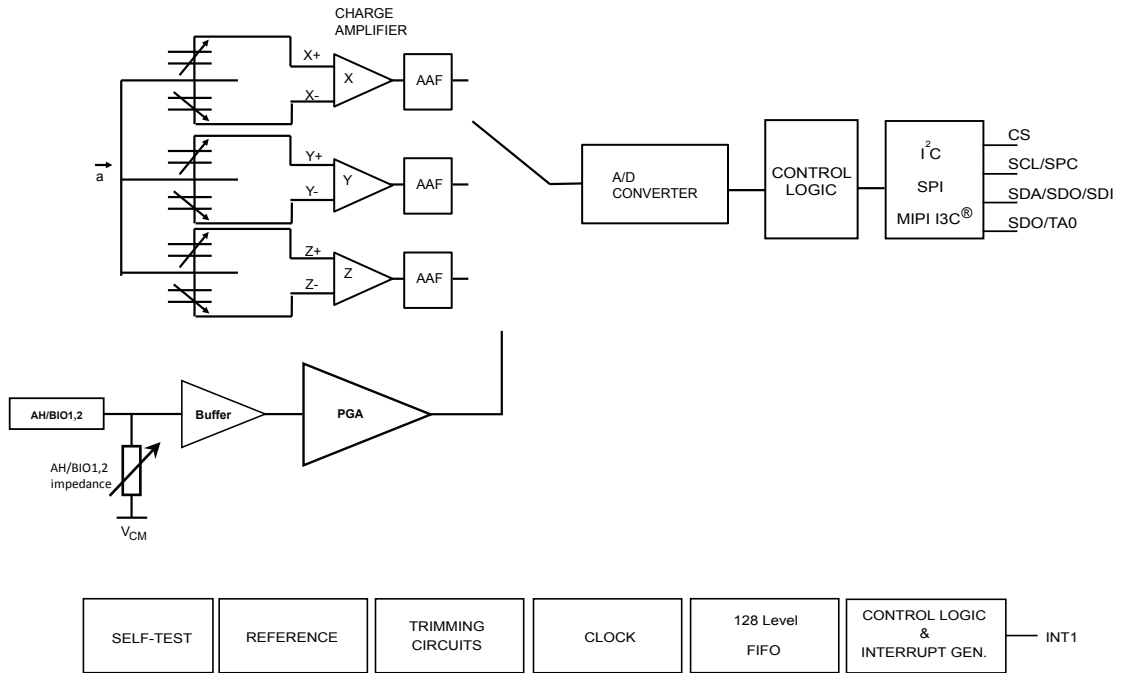 CHARGE
AMPLIFIER
X+
X
AAF
X-
a
Y+
Y
AAF
Y-
Z+
Z
AAF
Z-
A/D
CONVERTER
CONTROL
LOGIC
I²C
SPI
MIPI I3C®
CS
SCL/SPC
SDA/SDO/SDI
SDO/TA0
AH/BIO1,2
Buffer
PGA
AH/BIO1,2
impedance
VCM
SELF-TEST
REFERENCE
TRIMMING
CIRCUITS
CLOCK
128 Level
FIFO
CONTROL LOGIC
&
INTERRUPT GEN.
INT1